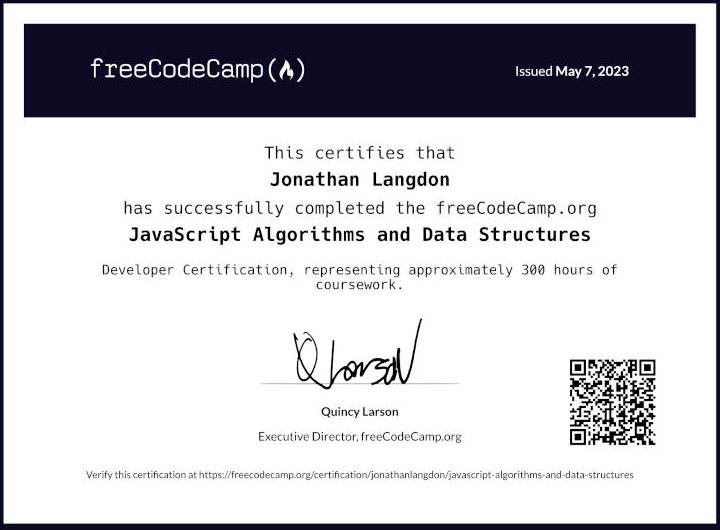 freeCodeCamp
Issued May 7, 2023
This certifies that
Jonathan Langdon
has successfully completed the freeCodeCamp.org
JavaScript Algorithms and Data Structures
Developer Certification, representing approximately 300 hours of
coursework.
Q Larson
Quincy Larson
Executive Director, freeCodeCamp.org
Verify this certification at https://freecodecamp.org/certification/jonathanlangdon/javascript-algorithms-and-data-structures